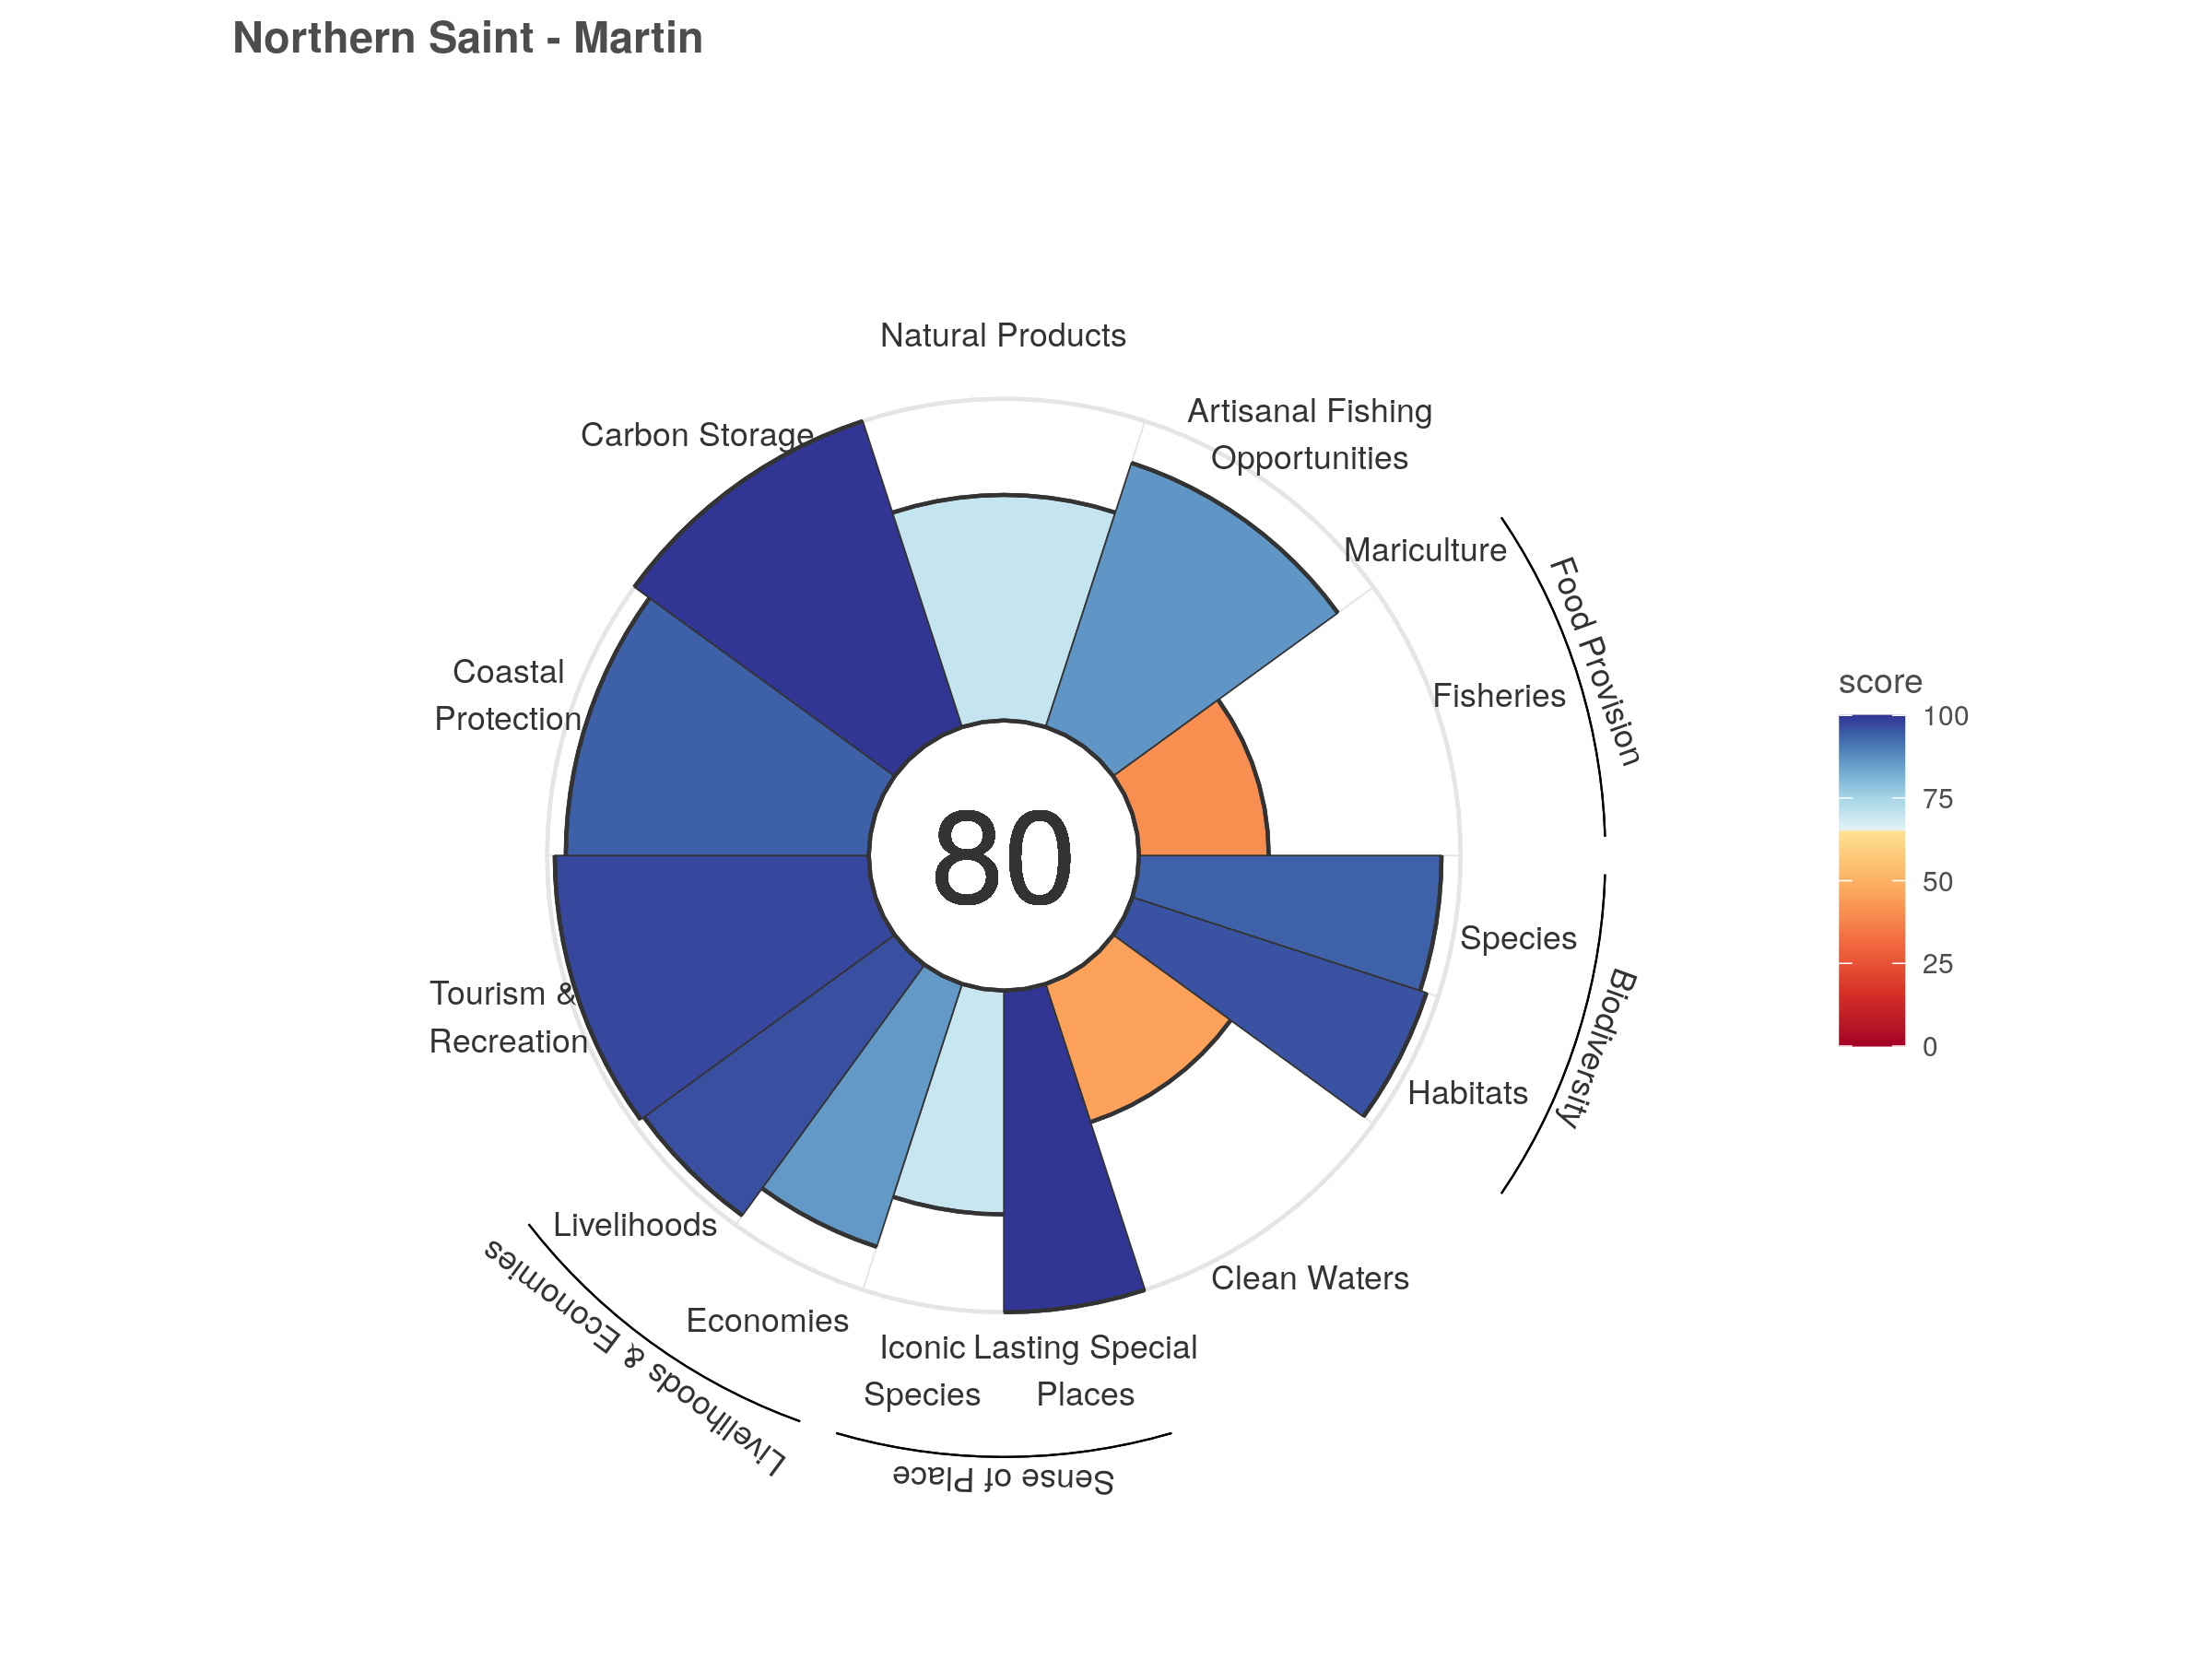 Northern Saint - Martin
Natural Products
Artisanal Fishing
Opportunities
Carbon Storage
Mariculture
Food Provision
Fisheries
Coastal
Protection
80
score
100
75
50
25
0
Species
Biodiversity
Habitats
Tourism &
Recreation
Livelihoods
Livelihoods & Economies
Economies
Clean Waters
Iconic
Species
Lasting Special
Places
Sense of Place